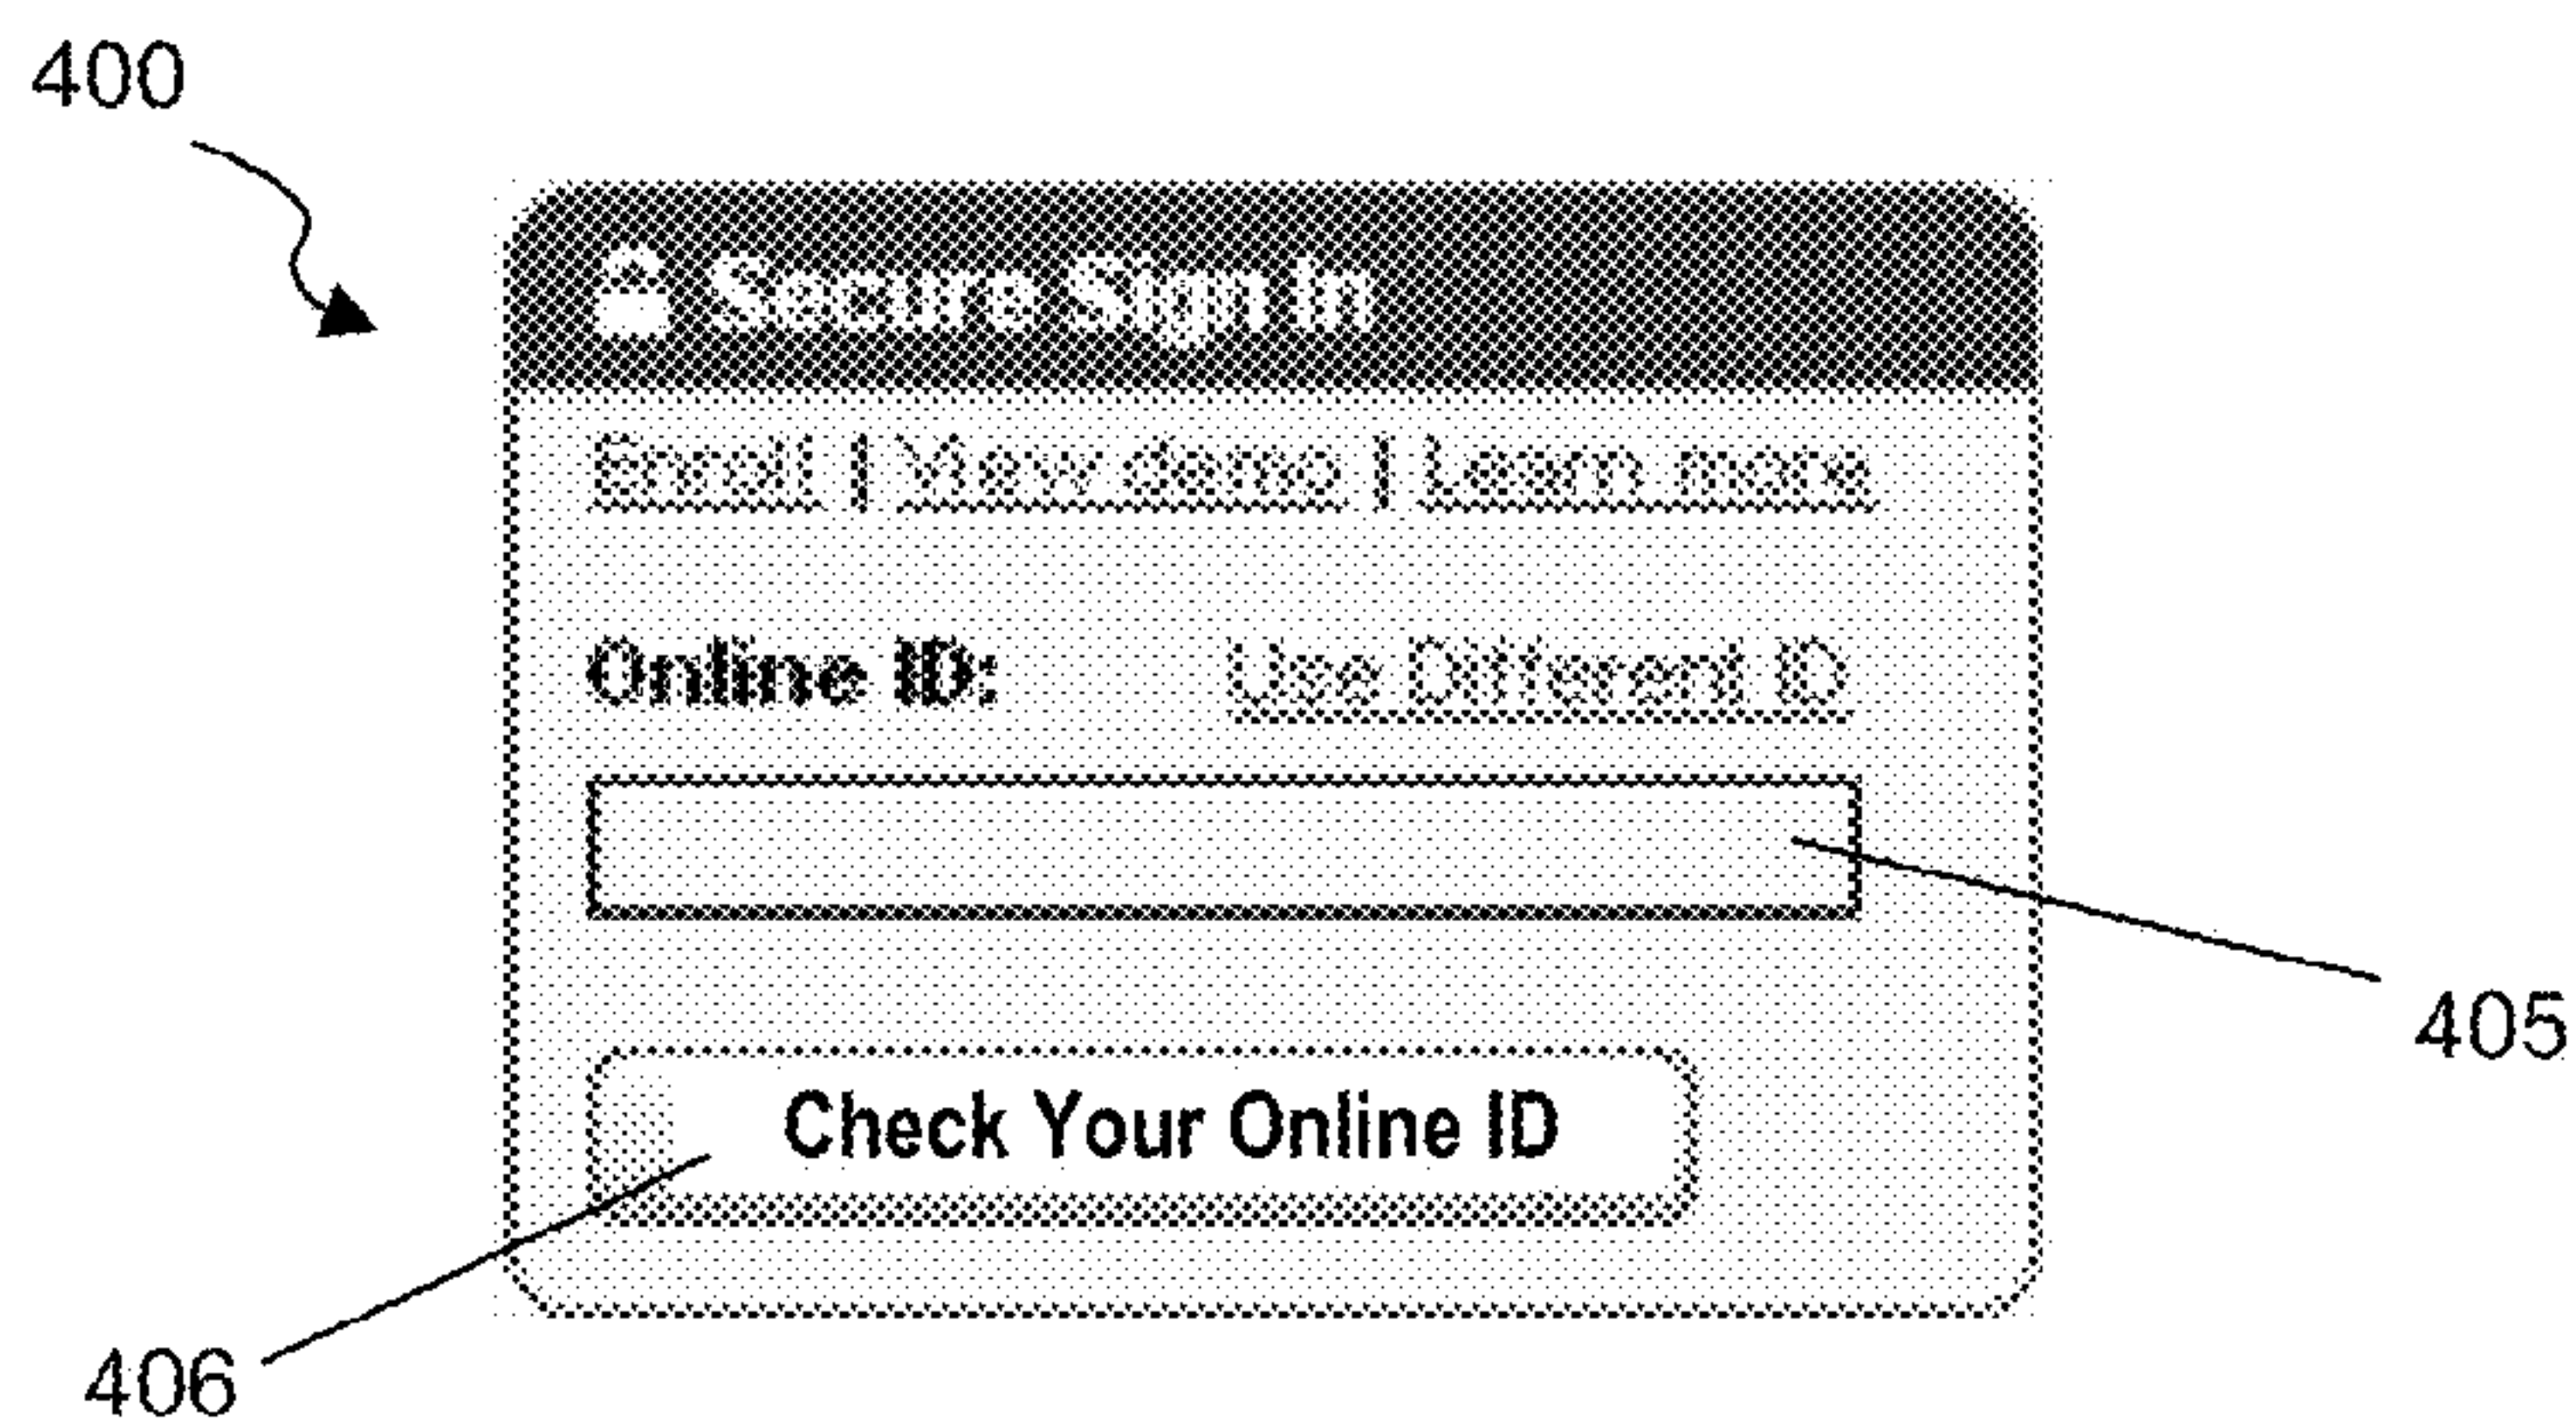 400
Secure Sign In
Enroll | View demo | Learn more
Online ID: Use Different ID
405
Check Your Online ID
406